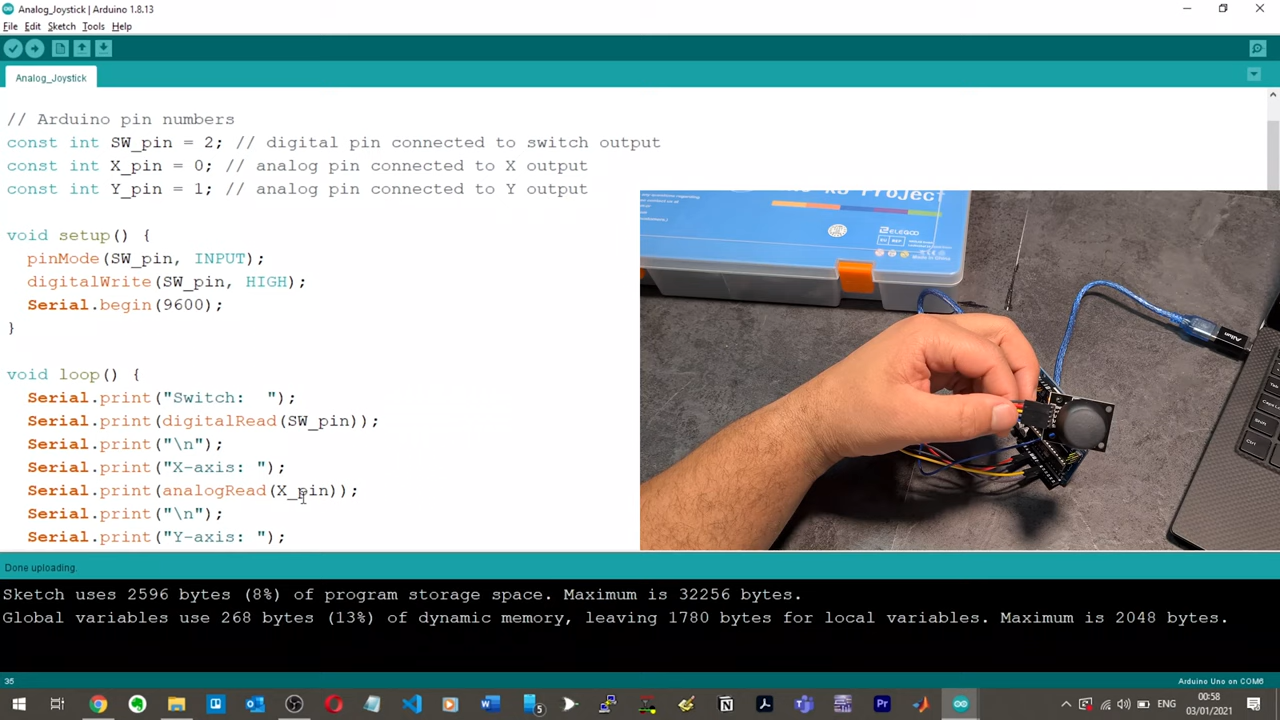 Analog_Joystick | Arduino 1.8.13
File Edit Sketch Tools Help
Analog_Joystick
// Arduino pin numbers
const int SW_pin = 2; // digital pin connected to switch output
const int X_pin = 0; // analog pin connected to X output
const int Y_pin = 1; // analog pin connected to Y output
void setup() {
pinMode(SW_pin, INPUT);
digitalWrite(SW_pin, HIGH);
Serial.begin(9600);
}
void loop() {
Serial.print("Switch:  ");
Serial.print(digitalRead(SW_pin));
Serial.print("\n");
Serial.print("X-axis: ");
Serial.print(analogRead(X_pin));
Serial.print("\n");
Serial.print("Y-axis: ");
Project
ELEGOO
Ailun
Shift
Ctrl
Done uploading.
Sketch uses 2596 bytes (8%) of program storage space. Maximum is 32256 bytes.
Global variables use 268 bytes (13%) of dynamic memory, leaving 1780 bytes for local variables. Maximum is 2048 bytes.
35
Arduino Uno on COM6
5
ENG
00:58
03/01/2021